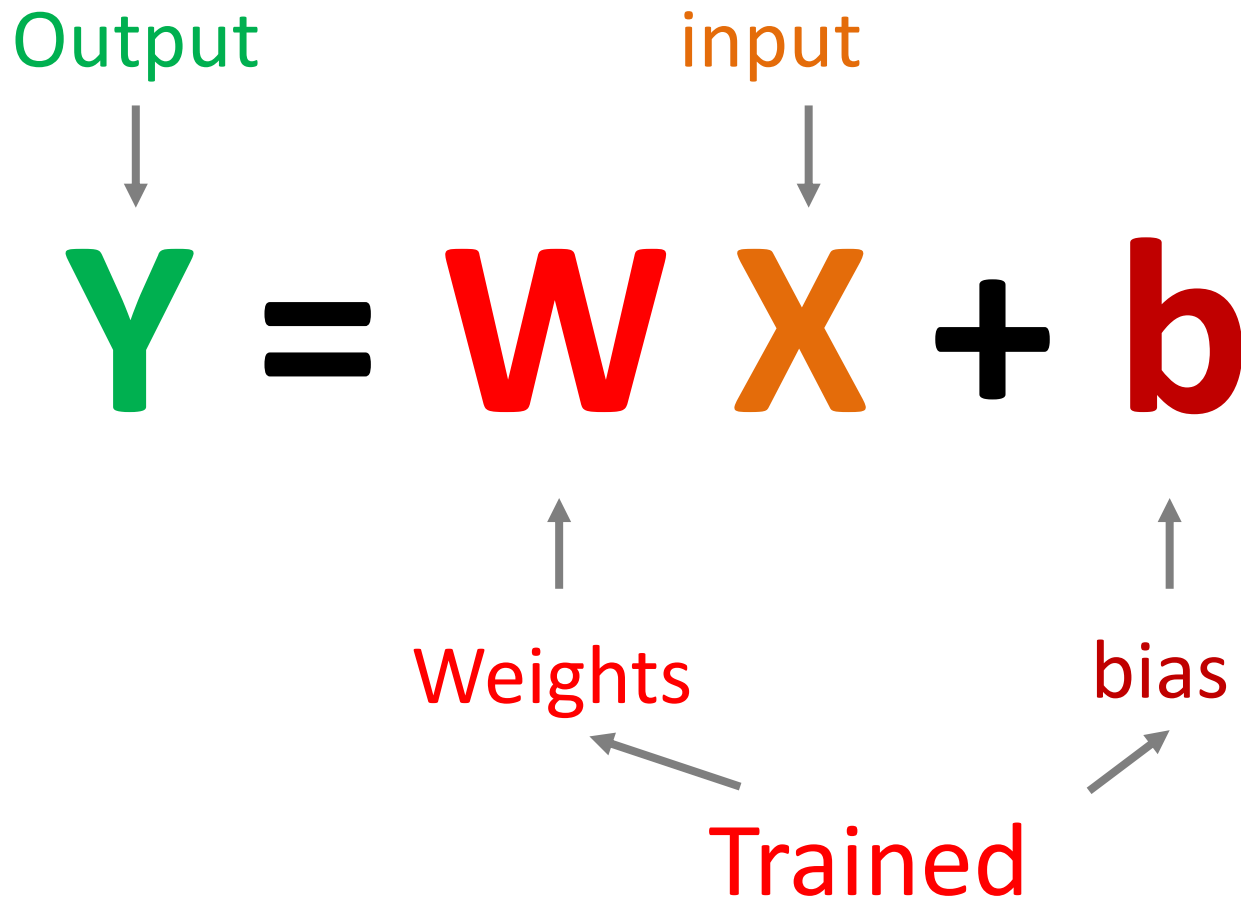 Output input
Y = W X + b
Weights bias
Trained